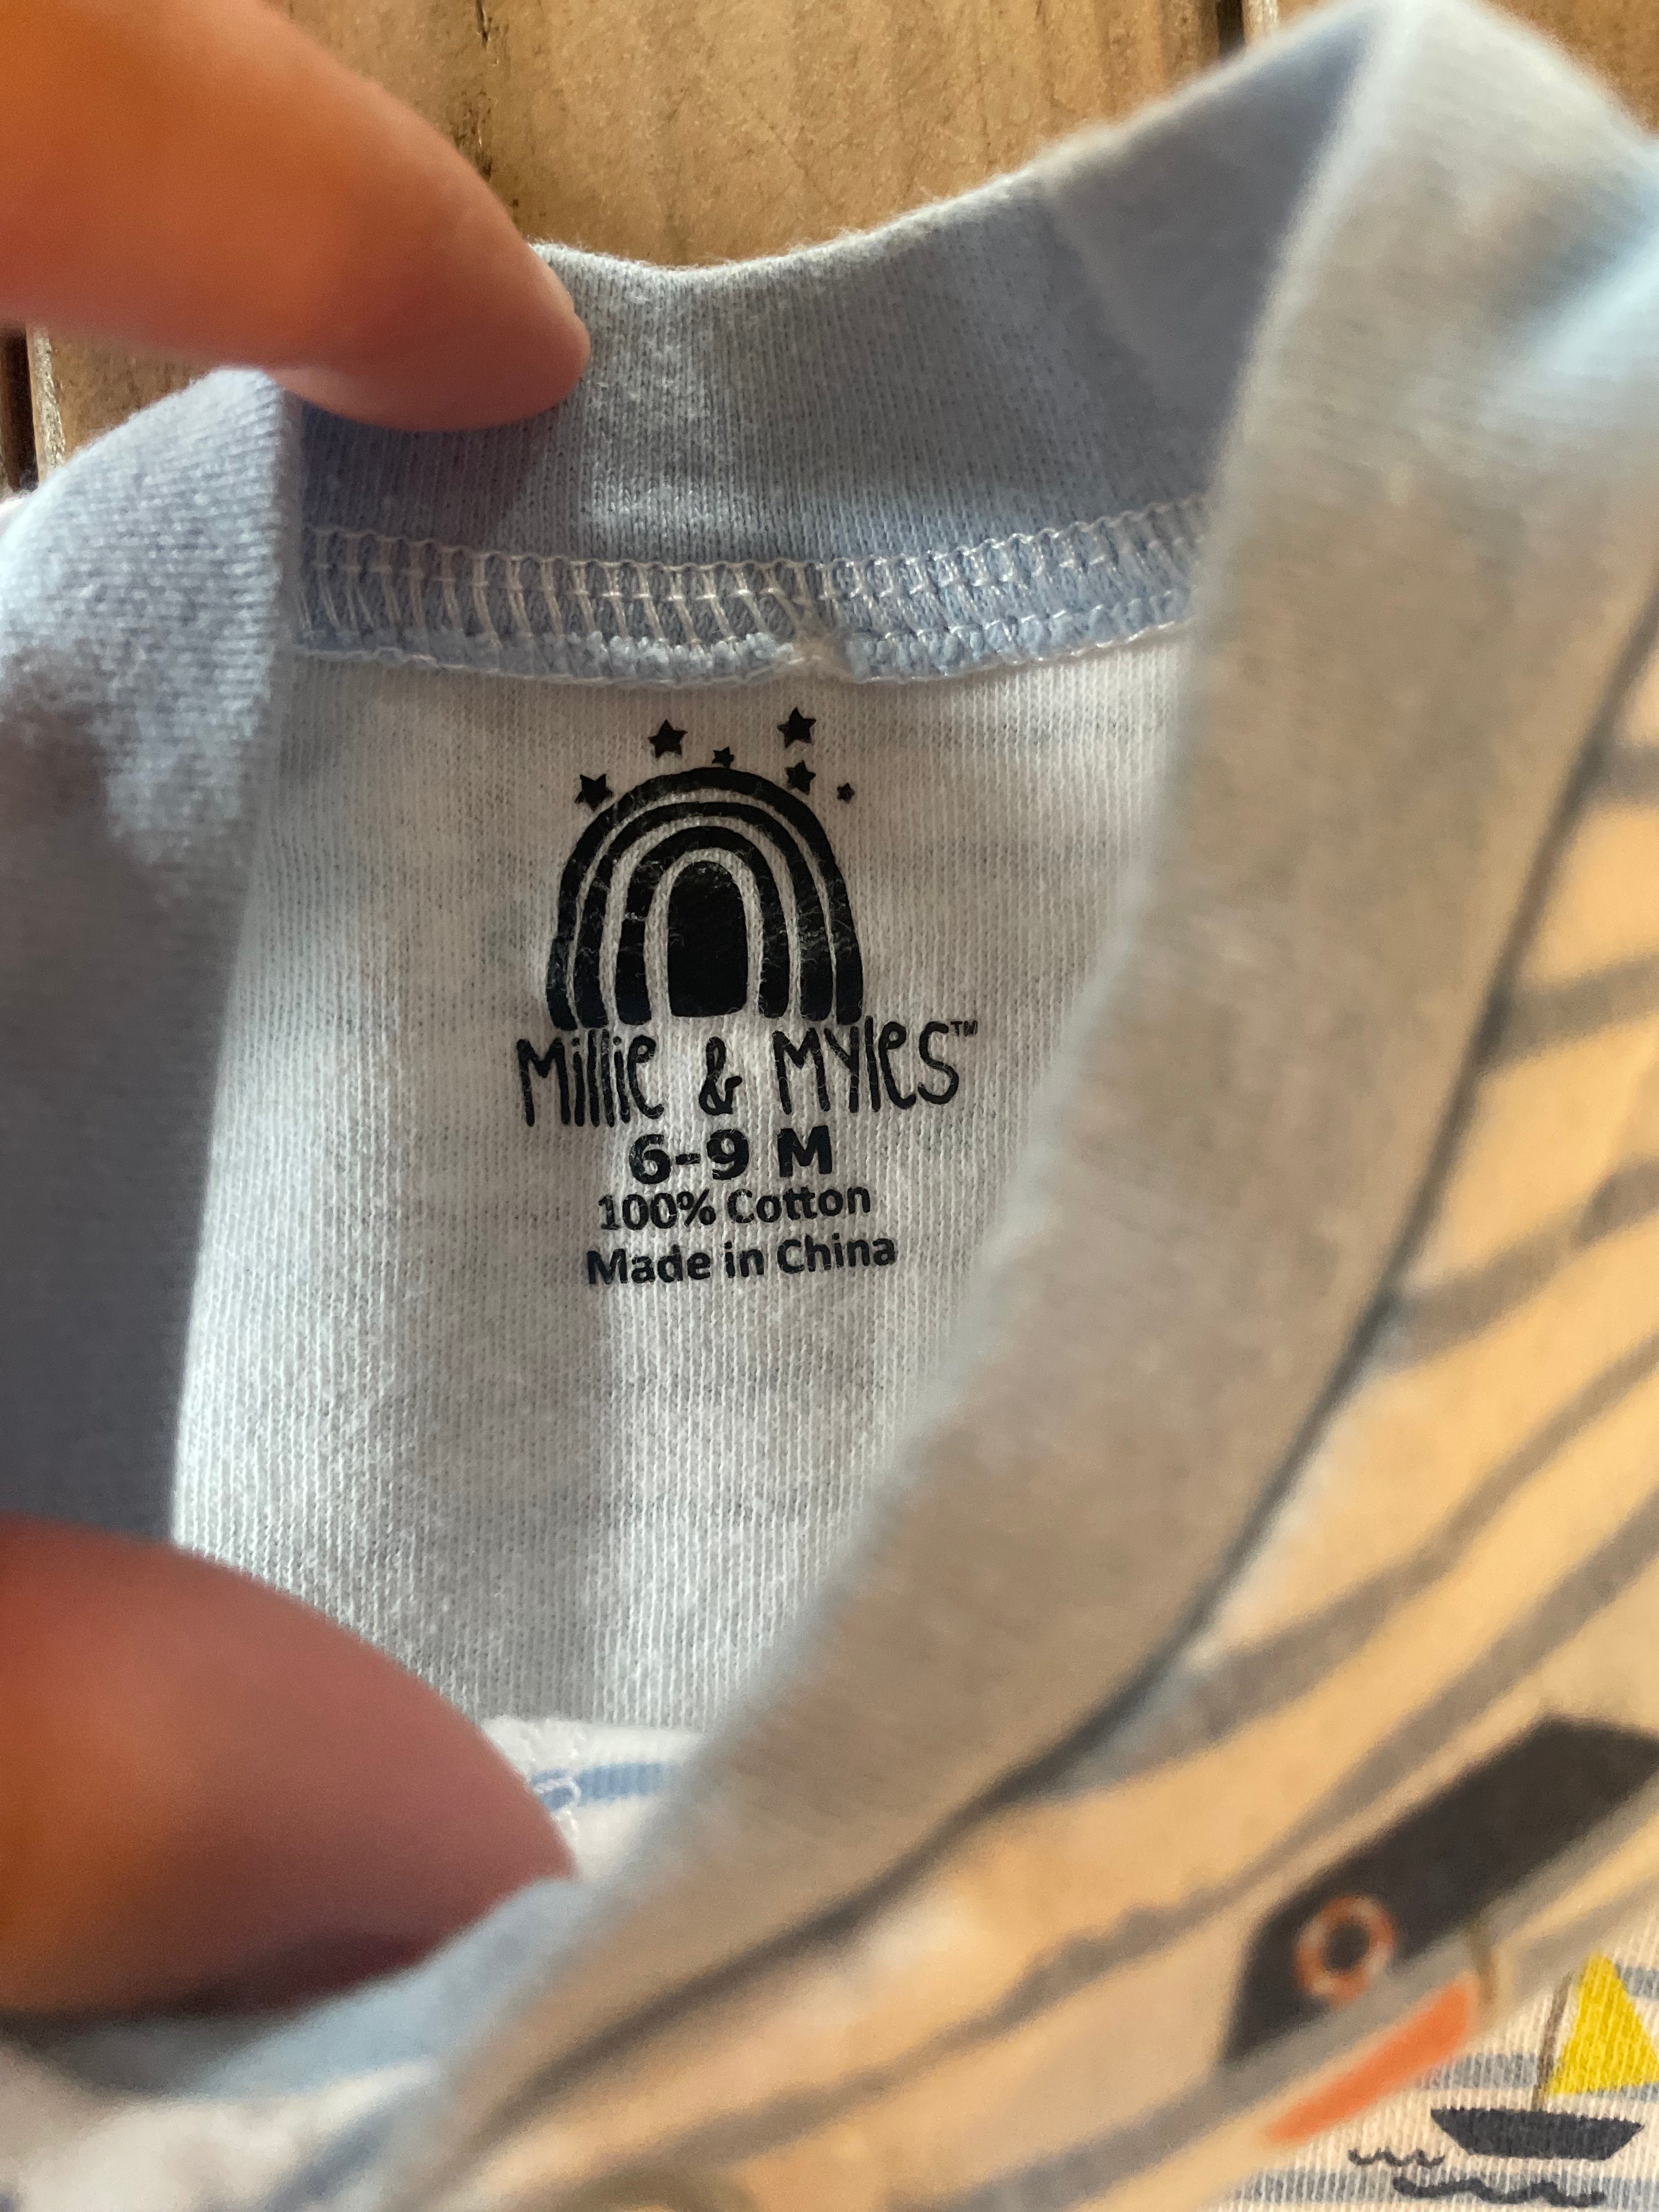 Millie & Myles™
6-9 M
100% Cotton
Made in China